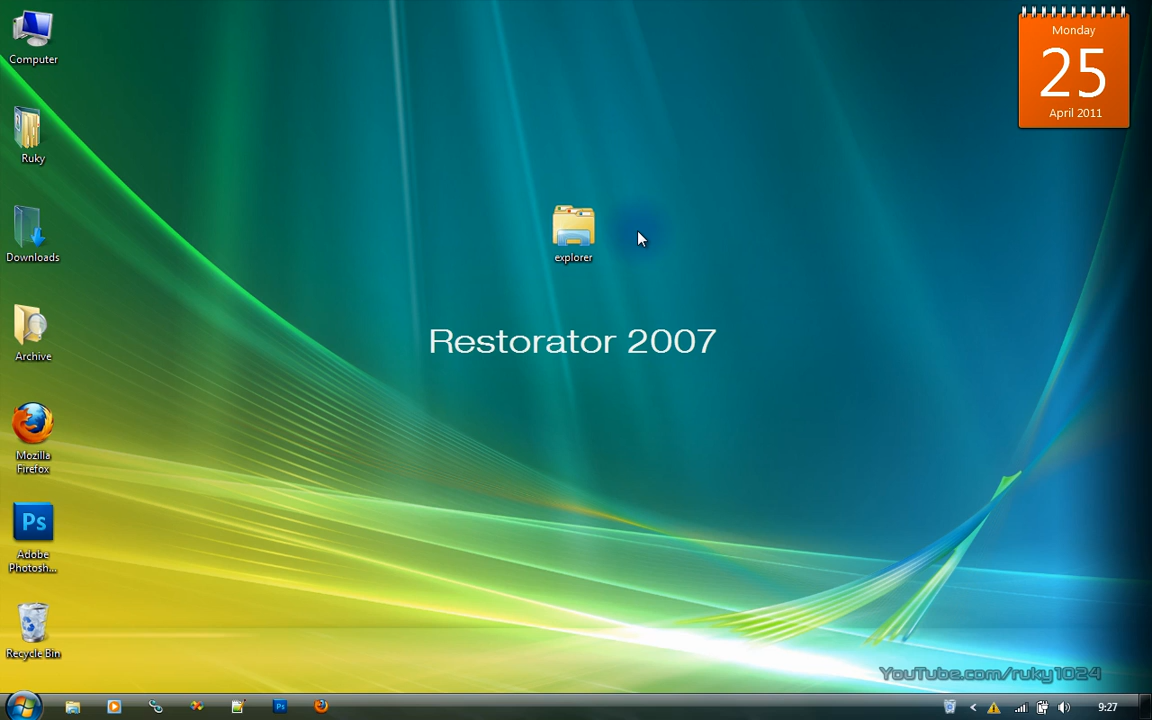 Computer
Ruky
Downloads
Archive
Mozilla
Firefox
Ps
Adobe
Photosh...
Recycle Bin
explorer
Restorator 2007
Monday
25
April 2011
YouTube.com/ruky1024
Ps
9:27